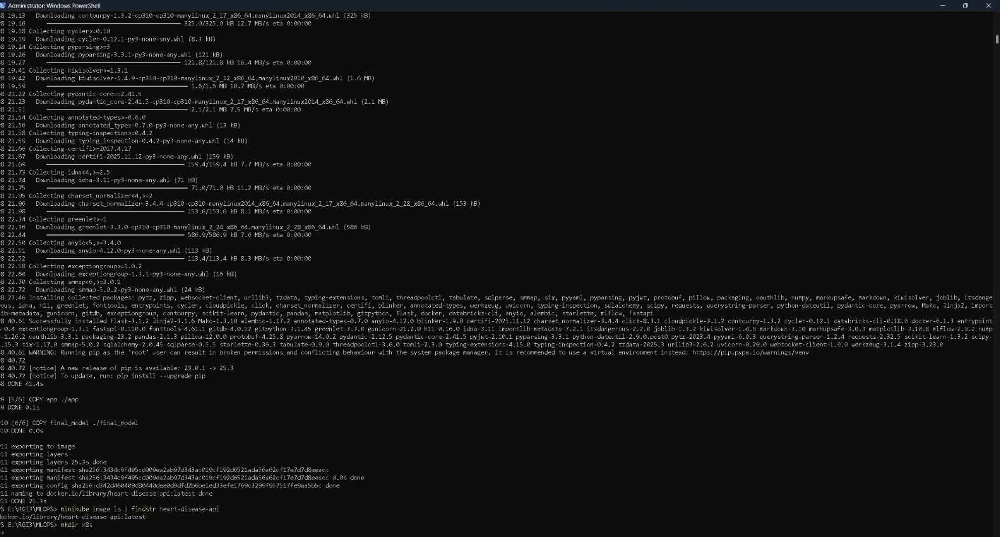 Administrator: Windows PowerShell
#8 19.13 Downloading contourpy-1.3.2-cp310-cp310-manylinux_2_17_x86_64.manylinux2014_x86_64.whl (325 kB)
#8 19.16 325.0/325.0 kB 12.7 MB/s eta 0:00:00
#8 19.18 Collecting cycler>=0.10
#8 19.19 Downloading cycler-0.12.1-py3-none-any.whl (8.3 kB)
#8 19.24 Collecting pyparsing>=3
#8 19.26 Downloading pyparsing-3.3.1-py3-none-any.whl (121 kB)
#8 19.27 121.8/121.8 kB 16.4 MB/s eta 0:00:00
#8 19.41 Collecting kiwisolver>=1.3.1
#8 19.42 Downloading kiwisolver-1.4.9-cp310-cp310-manylinux_2_12_x86_64.manylinux2010_x86_64.whl (1.6 MB)
#8 19.59 1.6/1.6 MB 10.2 MB/s eta 0:00:00
#8 21.22 Collecting pydantic-core==2.41.5
#8 21.23 Downloading pydantic_core-2.41.5-cp310-cp310-manylinux_2_17_x86_64.manylinux2014_x86_64.whl (2.1 MB)
#8 21.51 2.1/2.1 MB 7.5 MB/s eta 0:00:00
#8 21.54 Collecting annotated-types>=0.6.0
#8 21.56 Downloading annotated_types-0.7.0-py3-none-any.whl (13 kB)
#8 21.58 Collecting typing-inspection>=0.4.2
#8 21.59 Downloading typing_inspection-0.4.2-py3-none-any.whl (14 kB)
#8 21.66 Collecting certifi>=2017.4.17
#8 21.67 Downloading certifi-2025.11.12-py3-none-any.whl (159 kB)
#8 21.69 159.4/159.4 kB 7.7 MB/s eta 0:00:00
#8 21.73 Collecting idna<4,>=2.5
#8 21.74 Downloading idna-3.11-py3-none-any.whl (71 kB)
#8 21.75 71.0/71.0 kB 11.2 MB/s eta 0:00:00
#8 21.95 Collecting charset_normalizer<4,>=2
#8 21.96 Downloading charset_normalizer-3.4.4-cp310-cp310-manylinux2014_x86_64.manylinux_2_17_x86_64.manylinux_2_28_x86_64.whl (153 kB)
#8 21.98 153.6/153.6 kB 8.1 MB/s eta 0:00:00
#8 22.34 Collecting greenlet>=1
#8 22.36 Downloading greenlet-3.3.0-cp310-cp310-manylinux_2_24_x86_64.manylinux_2_28_x86_64.whl (586 kB)
#8 22.44 586.9/586.9 kB 7.6 MB/s eta 0:00:00
#8 22.50 Collecting anyio<5,>=3.4.0
#8 22.51 Downloading anyio-4.12.0-py3-none-any.whl (113 kB)
#8 22.52 113.4/113.4 kB 8.3 MB/s eta 0:00:00
#8 22.58 Collecting exceptiongroup>=1.0.2
#8 22.60 Downloading exceptiongroup-1.3.1-py3-none-any.whl (16 kB)
#8 22.70 Collecting smmap<6,>=3.0.1
#8 22.72 Downloading smmap-5.0.2-py3-none-any.whl (24 kB)
#8 23.46 Installing collected packages: pytz, zipp, websocket-client, urllib3, tzdata, typing-extensions, tomli, threadpoolctl, tabulate, sqlparse, smmap, six, pyyaml, pyparsing, pyjwt, protobuf, pillow, packaging, oauthlib, numpy, markupsafe, markdown, kiwisolver, joblib, itsdange
rous, idna, h11, greenlet, fonttools, entrypoints, cycler, cloudpickle, click, charset_normalizer, certifi, blinker, annotated-types, werkzeug, uvicorn, typing-inspection, sqlalchemy, scipy, requests, querystring-parser, python-dateutil, pydantic-core, pyarrow, Mako, Jinja2, import
lib-metadata, gunicorn, gitdb, exceptiongroup, contourpy, scikit-learn, pydantic, pandas, matplotlib, gitpython, Flask, docker, databricks-cli, anyio, alembic, starlette, mlflow, fastapi
#8 40.61 Successfully installed Flask-3.1.2 Jinja2-3.1.6 Mako-1.3.10 alembic-1.17.2 annotated-types-0.7.0 anyio-4.12.0 blinker-1.9.0 certifi-2025.11.12 charset_normalizer-3.4.4 click-8.3.1 cloudpickle-3.1.2 contourpy-1.3.2 cycler-0.12.1 databricks-cli-0.18.0 docker-6.1.3 entrypoint
s-0.4 exceptiongroup-1.3.1 fastapi-0.110.0 fonttools-4.61.1 gitdb-4.0.12 gitpython-3.1.45 greenlet-3.3.0 gunicorn-21.2.0 h11-0.16.0 idna-3.11 importlib-metadata-7.2.1 itsdangerous-2.2.0 joblib-1.3.2 kiwisolver-1.4.9 markdown-3.10 markupsafe-3.0.3 matplotlib-3.10.8 mlflow-2.9.2 nump
y-1.26.2 oauthlib-3.3.1 packaging-23.2 pandas-2.1.3 pillow-12.0.0 protobuf-4.25.8 pyarrow-14.0.2 pydantic-2.12.5 pydantic-core-2.41.5 pyjwt-2.10.1 pyparsing-3.3.1 python-dateutil-2.9.0.post0 pytz-2023.4 pyyaml-6.0.3 querystring-parser-1.2.4 requests-2.32.5 scikit-learn-1.3.2 scipy-
1.15.3 six-1.17.0 smmap-5.0.2 sqlalchemy-2.0.45 sqlparse-0.5.5 starlette-0.36.3 tabulate-0.9.0 threadpoolctl-3.6.0 tomli-2.3.0 typing-extensions-4.15.0 typing-inspection-0.4.2 tzdata-2025.3 urllib3-2.6.2 uvicorn-0.29.0 websocket-client-1.9.0 werkzeug-3.1.4 zipp-3.23.0
#8 40.61 WARNING: Running pip as the 'root' user can result in broken permissions and conflicting behaviour with the system package manager. It is recommended to use a virtual environment instead: https://pip.pypa.io/warnings/venv
#8 40.72
#8 40.72 [notice] A new release of pip is available: 23.0.1 -> 25.3
#8 40.72 [notice] To update, run: pip install --upgrade pip
#8 DONE 41.4s
#9 [5/6] COPY app ./app
#9 DONE 0.1s
#10 [6/6] COPY final_model ./final_model
#10 DONE 0.0s
#11 exporting to image
#11 exporting layers
#11 exporting layers 25.3s done
#11 exporting manifest sha256:3434c9f495cd009ea2ab97d343ac019cf192d6521ada56a62cf17e7d7d8eeacc
#11 exporting manifest sha256:3434c9f495cd009ea2ab97d343ac019cf192d6521ada56a62cf17e7d7d8eeacc 0.0s done
#11 exporting config sha256:d342d460409d80440dee0d9dfd2b6be1ed33efe1769c3299f957517fe9aa5b5c done
#11 naming to docker.io/library/heart-disease-api:latest done
#11 DONE 25.3s
PS E:\RGI3\MLOPS> minikube image ls | findstr heart-disease-api
docker.io/library/heart-disease-api:latest
PS E:\RGI3\MLOPS> mkdir k8s
>>